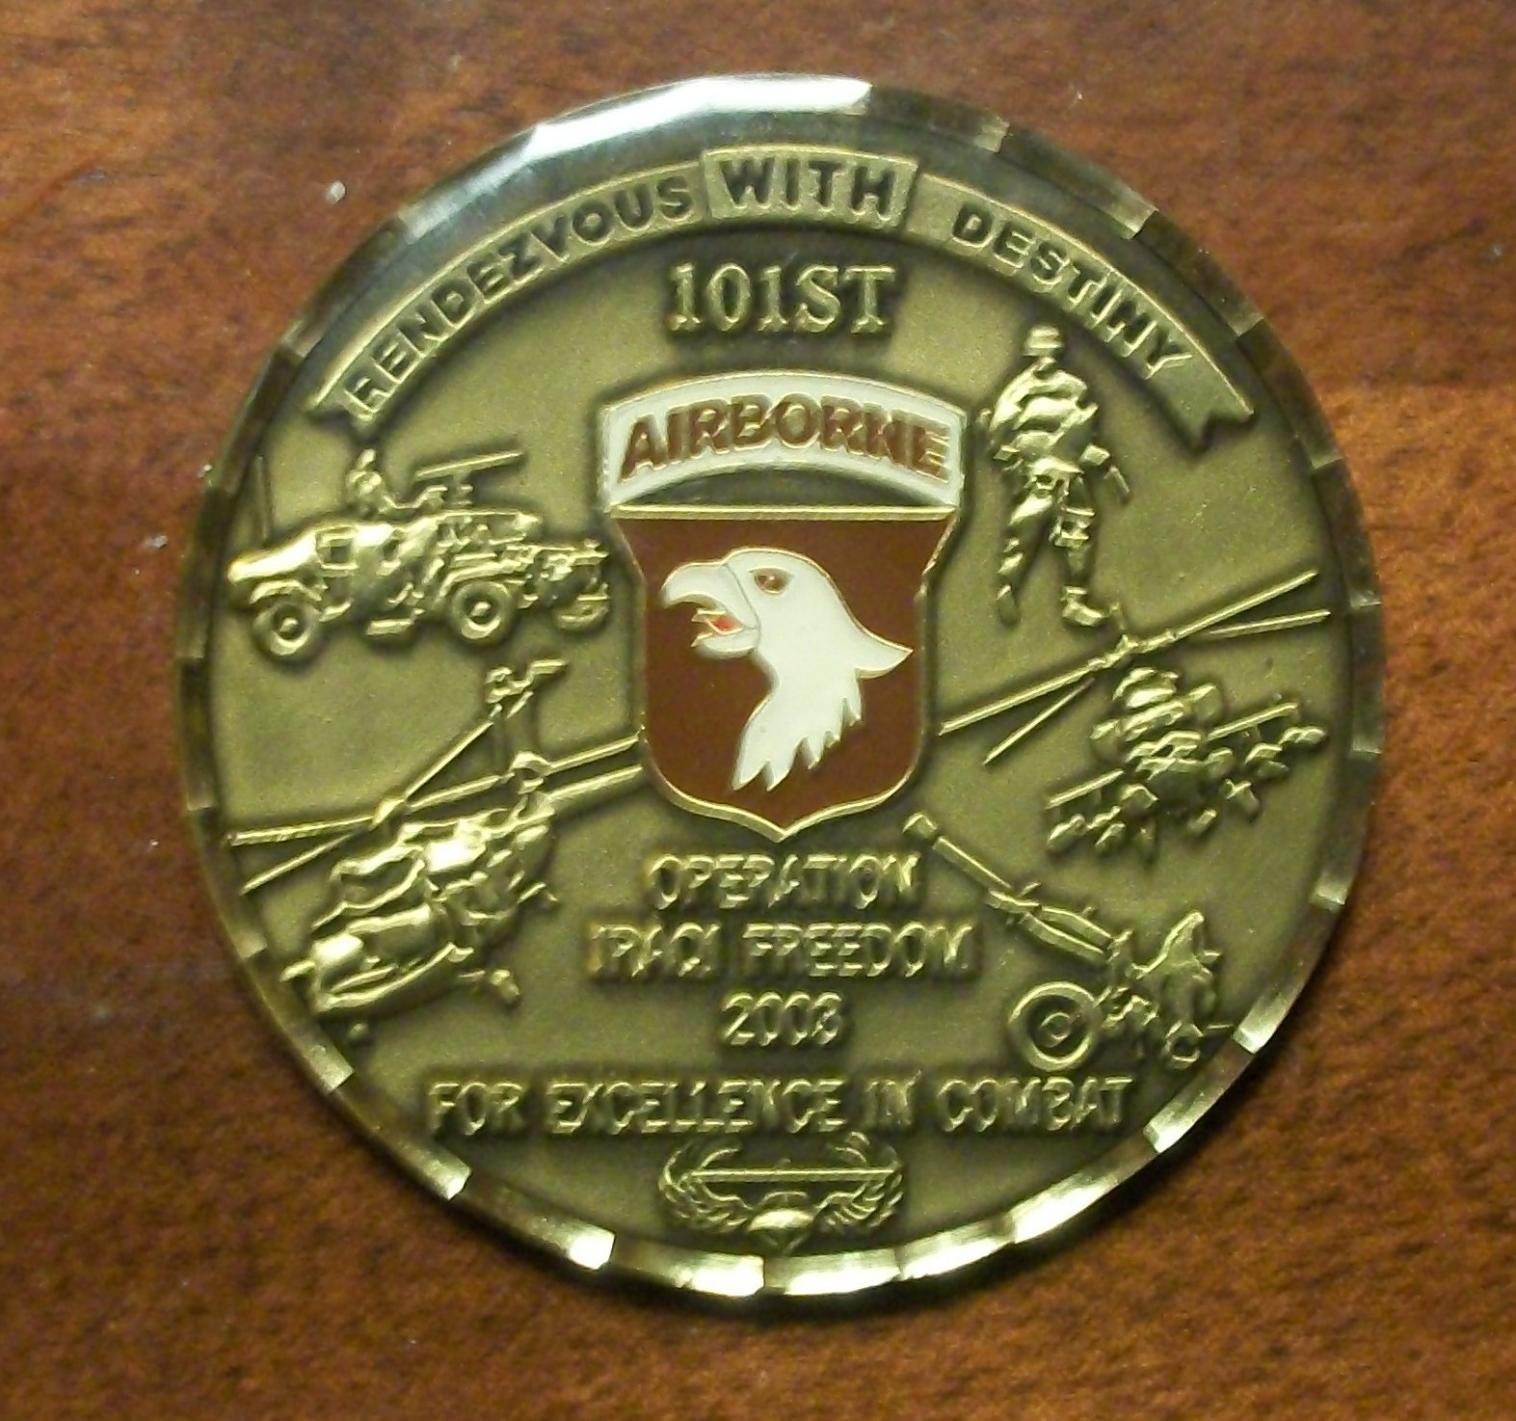 RENDEZVOUS WITH DESTINY
101ST
AIRBORNE
OPERATION
IRAQI FREEDOM
2003
FOR EXCELLENCE IN COMBAT